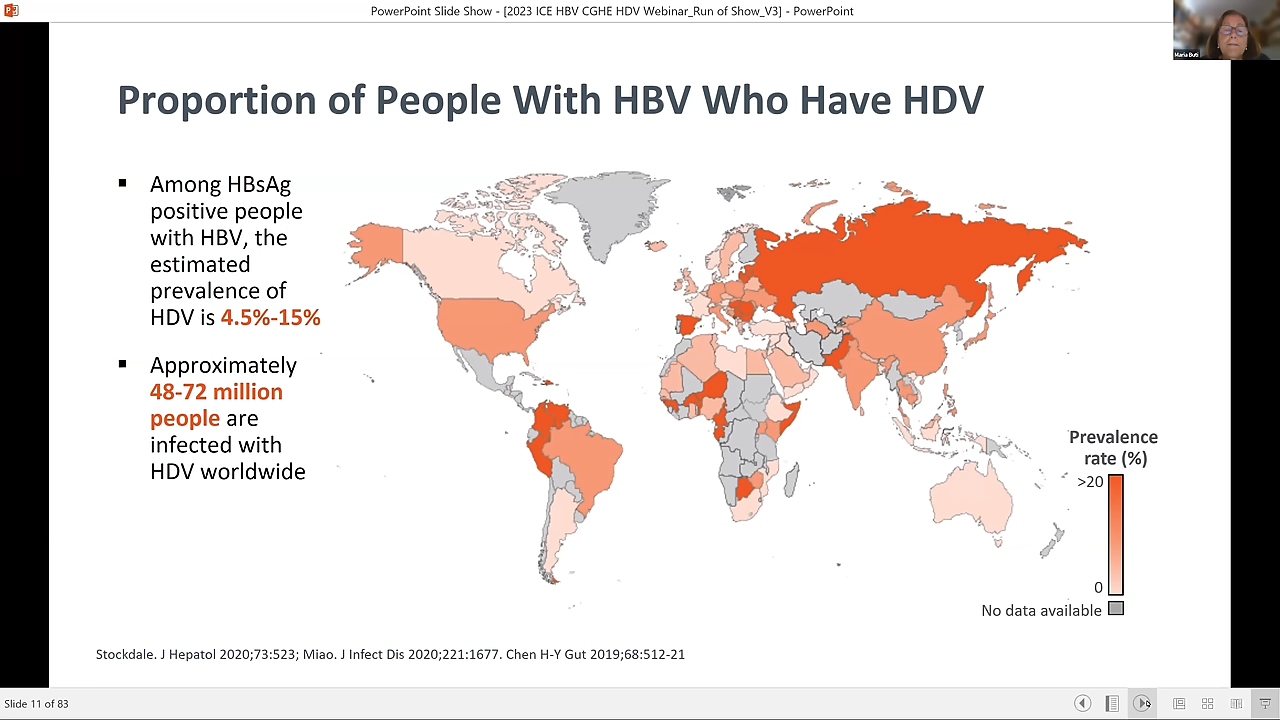 PowerPoint Slide Show - [2023 ICE HBV CGHE HDV Webinar_Run of Show_V3] - PowerPoint
Maria Buti
Proportion of People With HBV Who Have HDV
Among HBsAg
positive people
with HBV, the
estimated
prevalence of
HDV is 4.5%-15%
Approximately
48-72 million
people are
infected with
HDV worldwide
Prevalence
rate (%)
>20
0
No data available
Stockdale. J Hepatol 2020;73:523; Miao. J Infect Dis 2020;221:1677. Chen H-Y Gut 2019;68:512-21
Slide 11 of 83